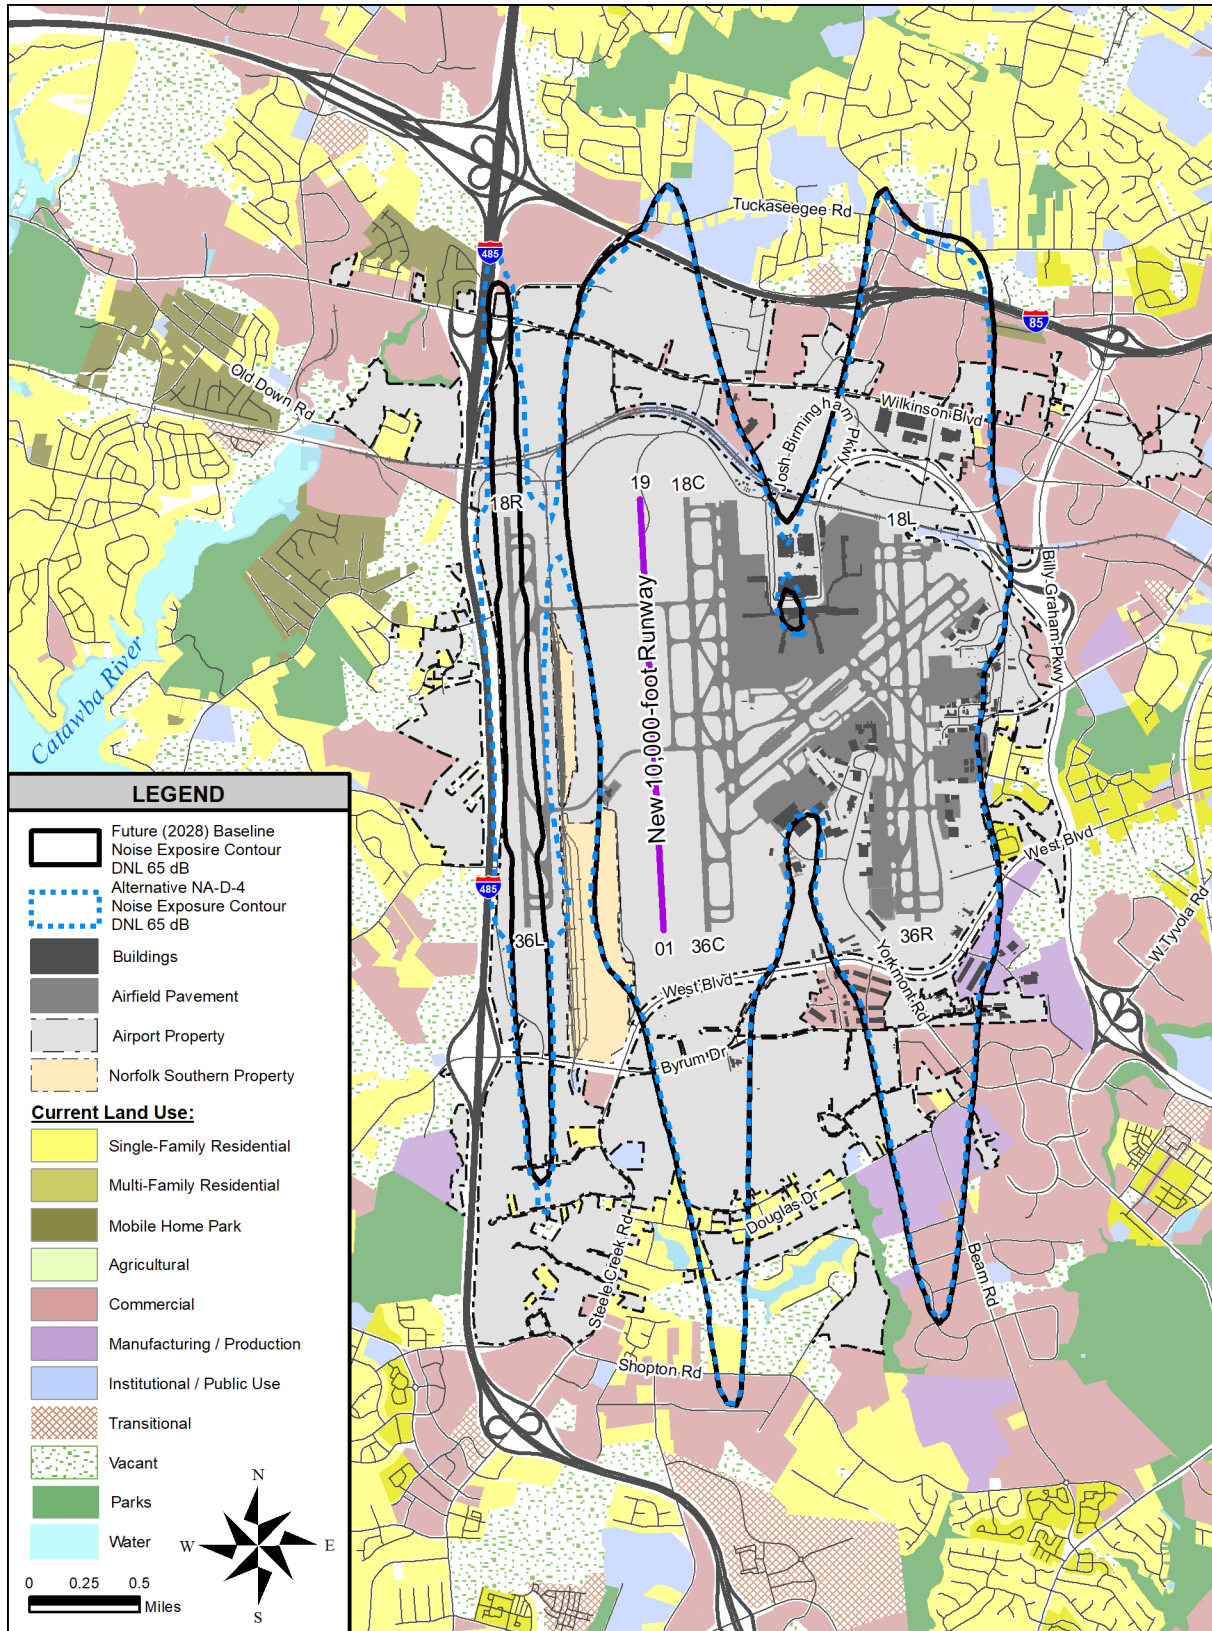 Tuckaseegee Rd
485
85
Old Down Rd
Wilkinson Blvd
Josh Birmingham Pkwy
18R
19
18C
18L
Billy Graham Pkwy
New 10,000-foot Runway
Catawba River
West Blvd
W Tyvola Rd
485
36L
01
36C
36R
Yorkmont Rd
West Blvd
Byrum Dr
Douglas Dr
Steele Creek Rd
Beam Rd
Shopton Rd
LEGEND
Future (2028) Baseline
Noise Exposire Contour
DNL 65 dB
Alternative NA-D-4
Noise Exposure Contour
DNL 65 dB
Buildings
Airfield Pavement
Airport Property
Norfolk Southern Property
Current Land Use:
Single-Family Residential
Multi-Family Residential
Mobile Home Park
Agricultural
Commercial
Manufacturing / Production
Institutional / Public Use
Transitional
Vacant
Parks
Water
N
W
E
S
0 0.25 0.5
Miles